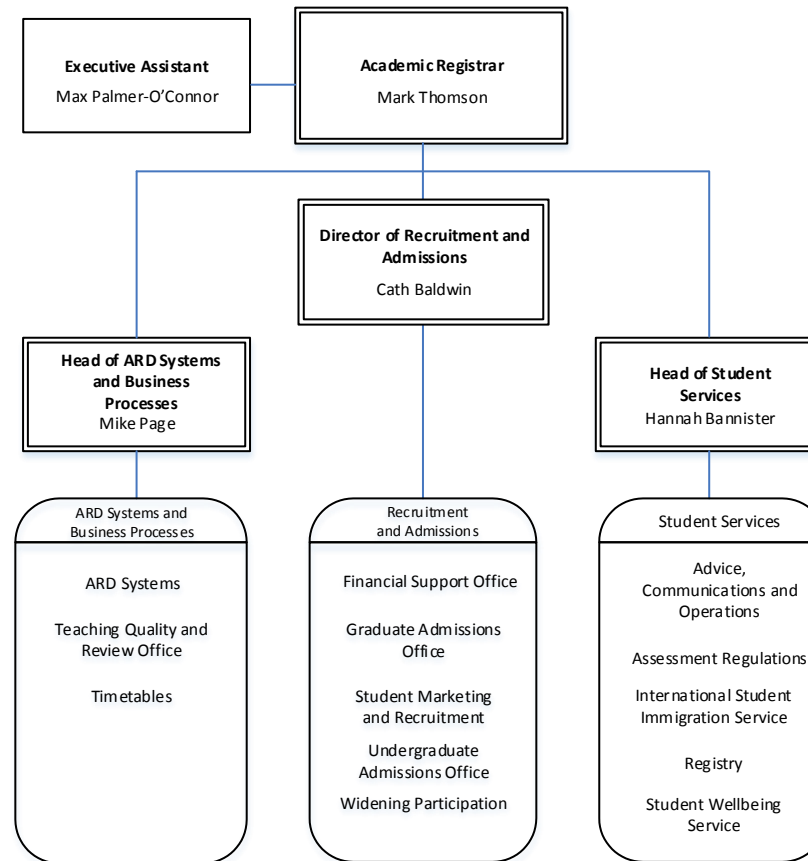 Executive Assistant
Max Palmer-O'Connor
Academic Registrar
Mark Thomson
Director of Recruitment and
Admissions
Cath Baldwin
Head of ARD Systems
and Business
Processes
Mike Page
Head of Student
Services
Hannah Bannister
ARD Systems and
Business Processes
ARD Systems
Teaching Quality and
Review Office
Timetables
Recruitment
and Admissions
Financial Support Office
Graduate Admissions
Office
Student Marketing
and Recruitment
Undergraduate
Admissions Office
Widening Participation
Student Services
Advice,
Communications and
Operations
Assessment Regulations
International Student
Immigration Service
Registry
Student Wellbeing
Service